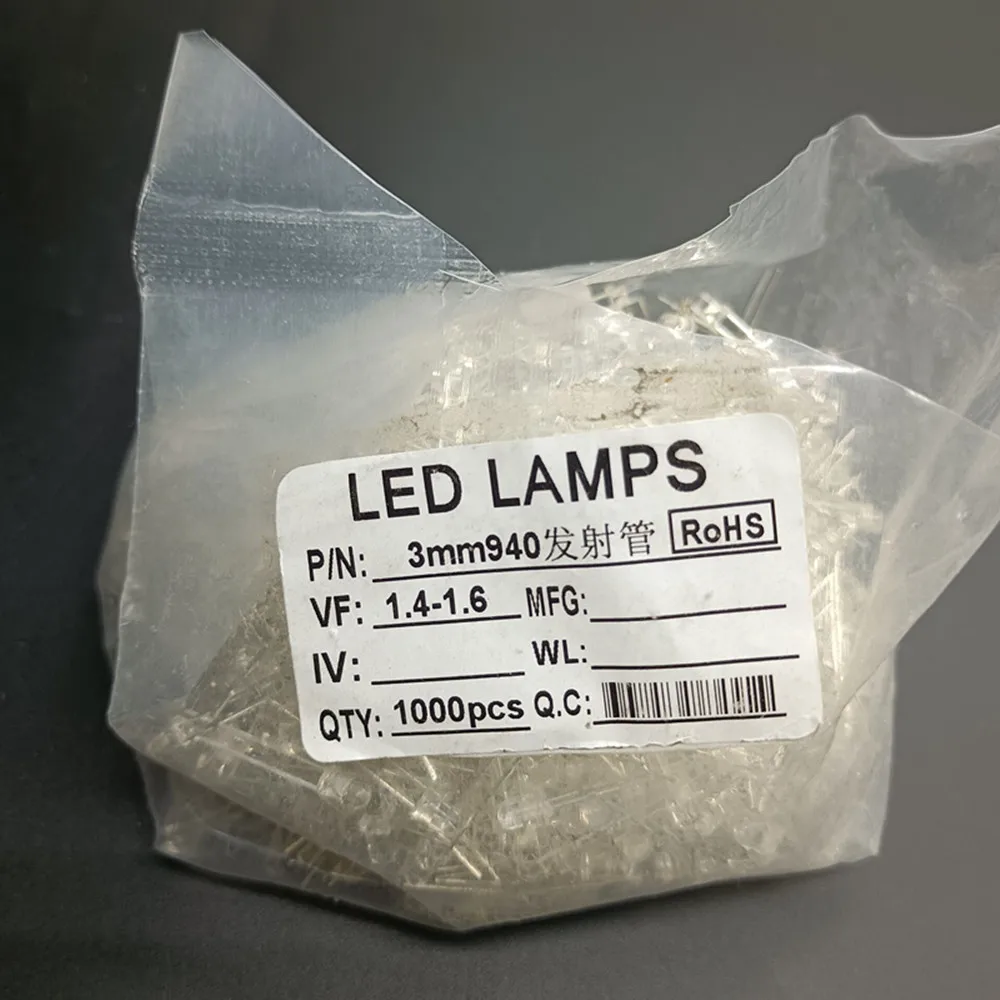 LED LAMPS
P/N: 3mm940发射管 RoHS
VF: 1.4-1.6 MFG:
IV: WL:
QTY: 1000pcs Q.C: